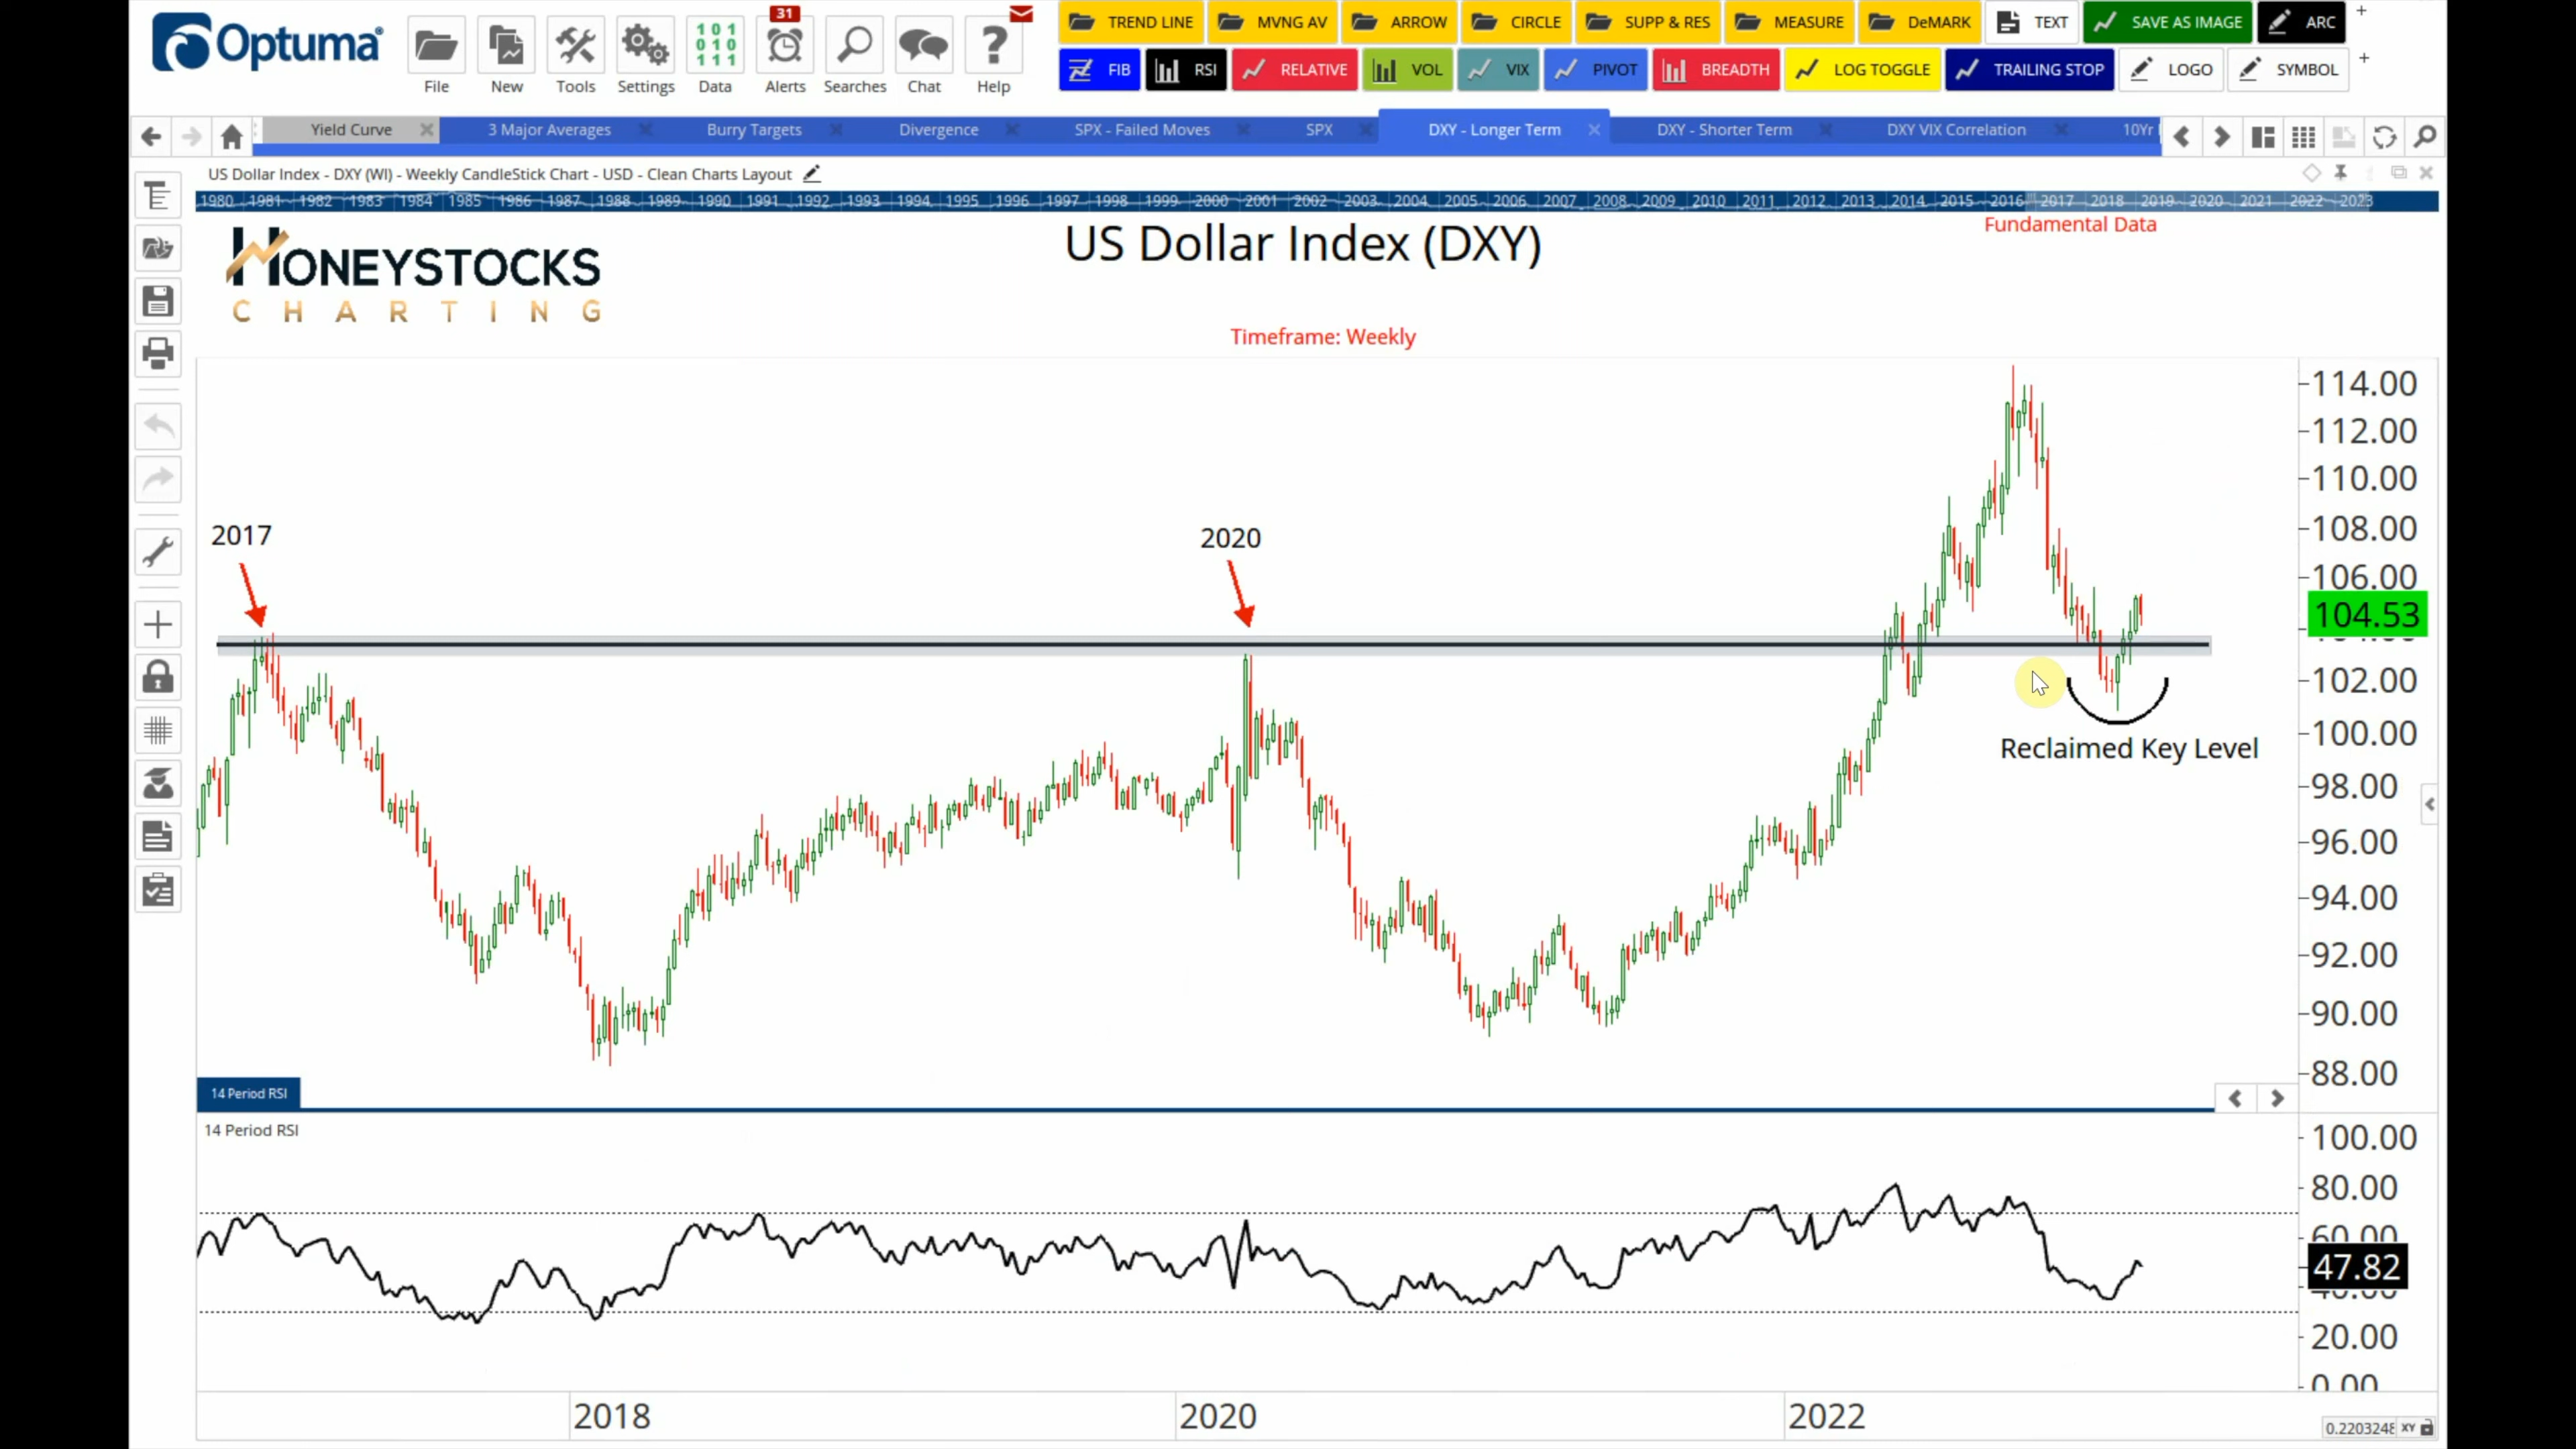 31
Optuma
File New Tools Settings Data Alerts Searches Chat Help
TREND LINE MVNG AV ARROW CIRCLE SUPP & RES MEASURE DeMARK TEXT SAVE AS IMAGE ARC +
FIB RSI RELATIVE VOL VIX PIVOT BREADTH LOG TOGGLE TRAILING STOP LOGO SYMBOL +
Yield Curve 3 Major Averages Burry Targets Divergence SPX - Failed Moves SPX DXY - Longer Term DXY - Shorter Term DXY VIX Correlation 10Yr
US Dollar Index - DXY (WI) - Weekly CandleStick Chart - USD - Clean Charts Layout
1980 1981 1982 1983 1984 1985 1986 1987 1988 1989 1990 1991 1992 1993 1994 1995 1996 1997 1998 1999 2000 2001 2002 2003 2004 2005 2006 2007 2008 2009 2010 2011 2012 2013 2014 2015 2016 2017 2018 2019 2020 2021 2022 2023
Fundamental Data
HONEYSTOCKS
CHARTING
US Dollar Index (DXY)
Timeframe: Weekly
114.00
112.00
110.00
108.00
2017
2020
106.00
104.53
102.00
100.00
Reclaimed Key Level
98.00
96.00
94.00
92.00
90.00
88.00
14 Period RSI
14 Period RSI
100.00
80.00
60.00
47.82
20.00
0.00
2018 2020 2022
0.2203248 XY